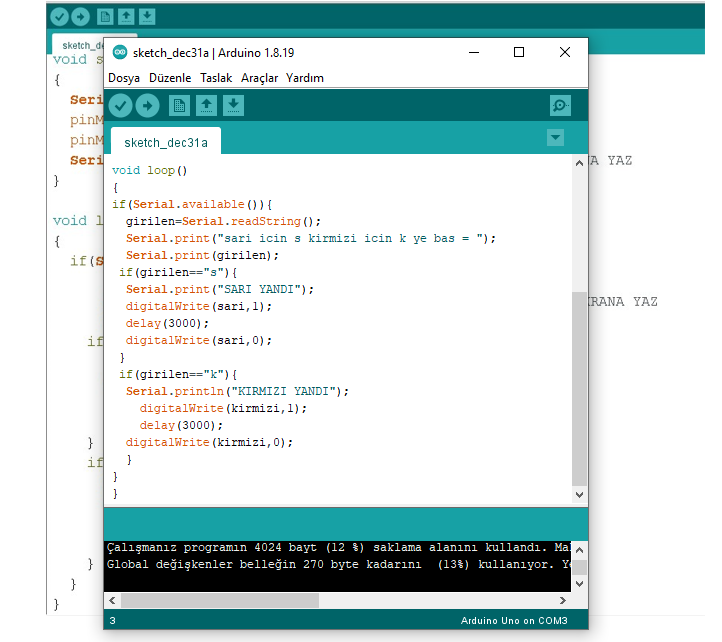 sketch_de
void s
{
Seri
pinM
pinM
Seri
A YAZ
}
void l
{
if(S
RANA YAZ
if
}
if
}
}
}
sketch_dec31a | Arduino 1.8.19
Dosya Düzenle Taslak Araçlar Yardım
sketch_dec31a
void loop()
{
if(Serial.available()){
girilen=Serial.readString();
Serial.print("sari icin s kirmizi icin k ye bas = ");
Serial.print(girilen);
if(girilen=="s"){
Serial.print("SARI YANDI");
digitalWrite(sari,1);
delay(3000);
digitalWrite(sari,0);
}
if(girilen=="k"){
Serial.println("KIRMIZI YANDI");
digitalWrite(kirmizi,1);
delay(3000);
digitalWrite(kirmizi,0);
}
}
}
Çalışmanız programın 4024 bayt (12 %) saklama alanını kullandı. Ma
Global değişkenler belleğin 270 byte kadarını (13%) kullanıyor. Y
3
Arduino Uno on COM3